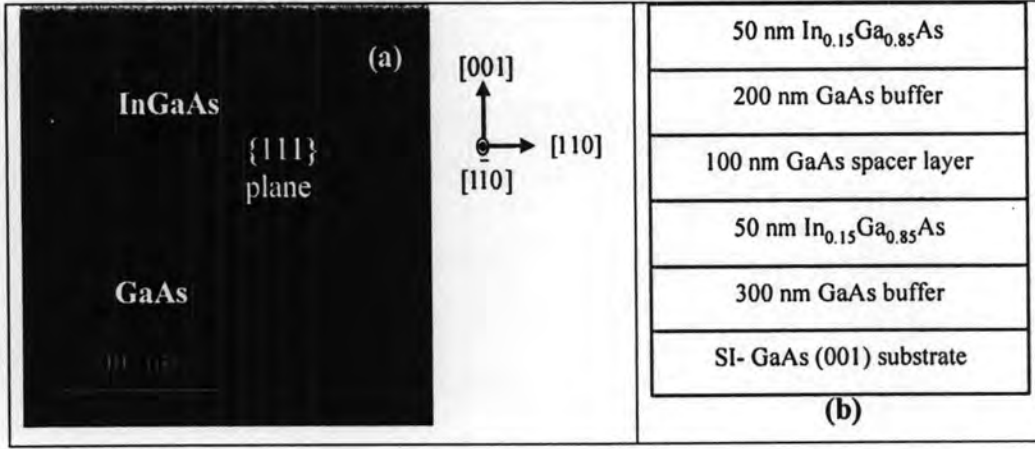 (a)
InGaAs
{111}
plane
GaAs
[001]
[110]
[1̄10]
50 nm In₀.₁₅Ga₀.₈₅As
200 nm GaAs buffer
100 nm GaAs spacer layer
50 nm In₀.₁₅Ga₀.₈₅As
300 nm GaAs buffer
SI- GaAs (001) substrate
(b)